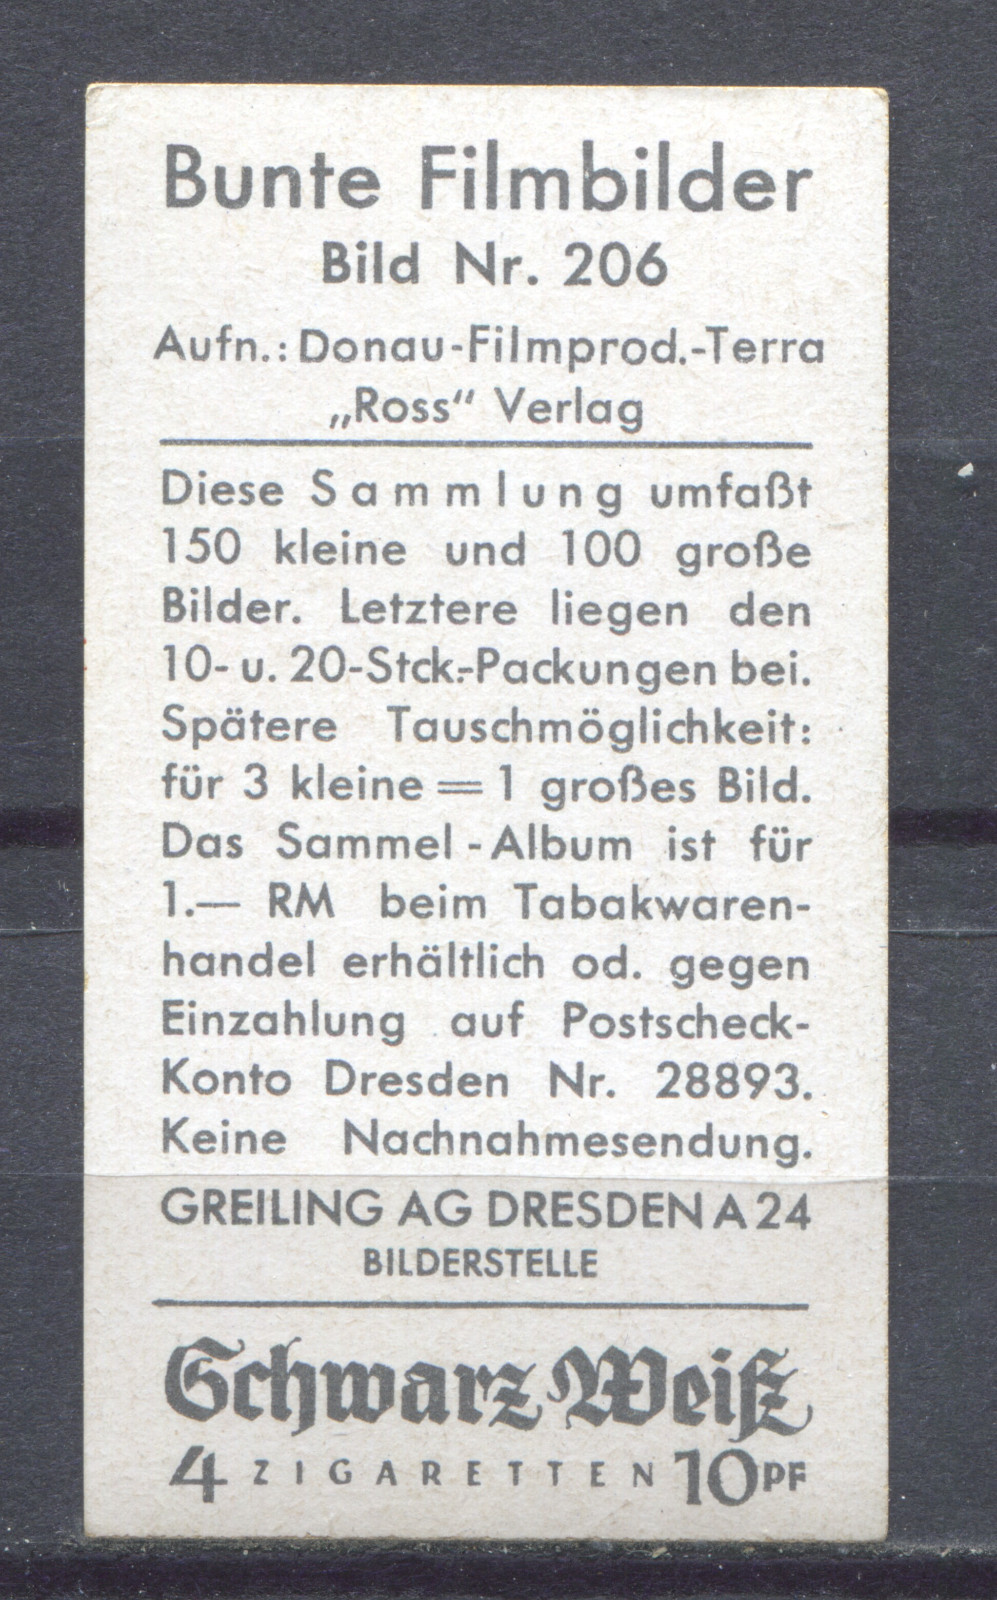 Bunte Filmbilder
Bild Nr. 206
Aufn.: Donau-Filmprod.-Terra
„Ross“ Verlag
Diese Sammlung umfaßt
150 kleine und 100 große
Bilder. Letztere liegen den
10- u. 20-Stck.-Packungen bei.
Spätere Tauschmöglichkeit:
für 3 kleine = 1 großes Bild.
Das Sammel-Album ist für
1.— RM beim Tabakwaren-
handel erhältlich od. gegen
Einzahlung auf Postscheck-
Konto Dresden Nr. 28893.
Keine Nachnahmesendung.
GREILING AG DRESDEN A 24
BILDERSTELLE
Schwarz-Weiß
4 ZIGARETTEN 10 PF